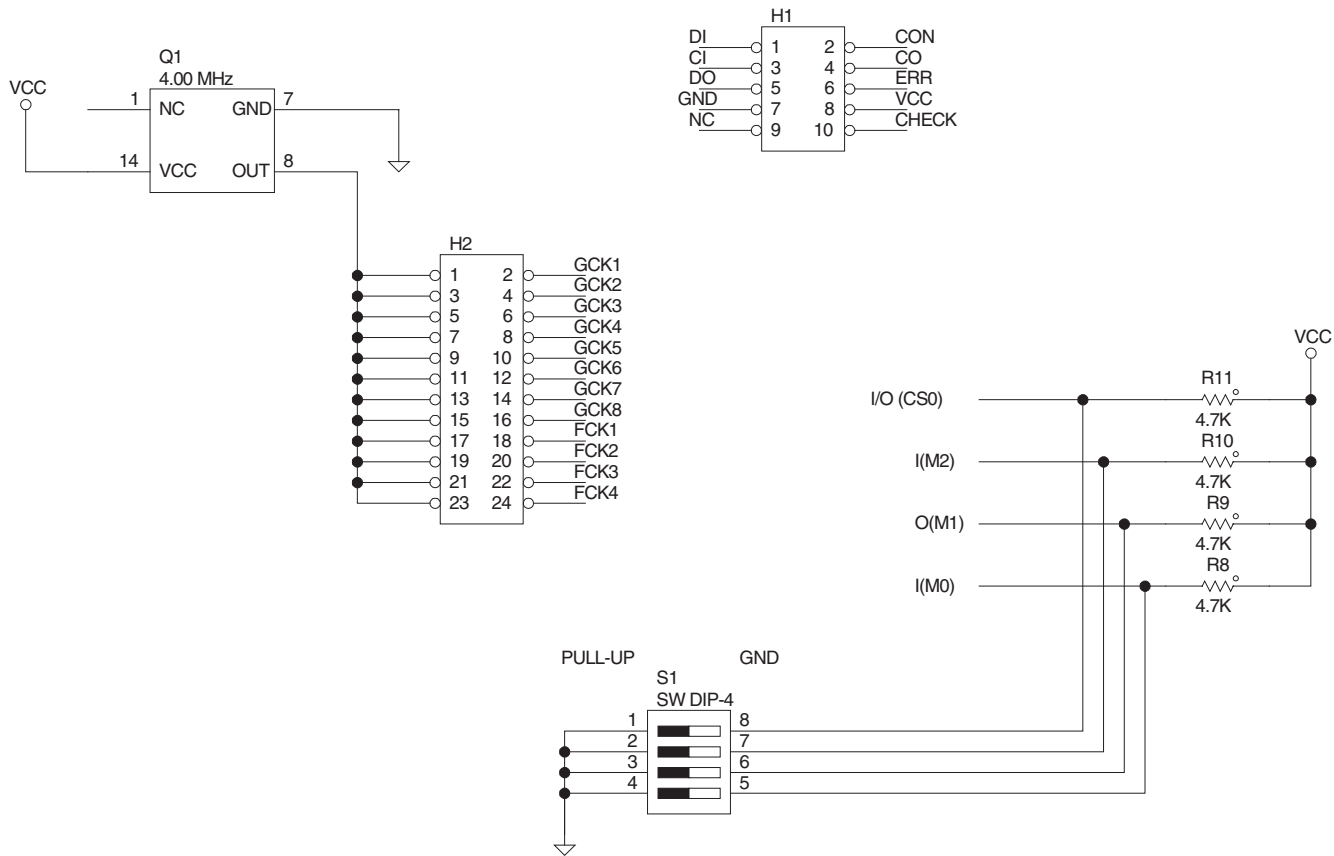 H1
DI 1 2 CON
CI 3 4 CO
DO 5 6 ERR
GND 7 8 VCC
NC 9 10 CHECK
Q1
4.00 MHz
VCC
1 NC GND 7
14 VCC OUT 8
H2
1 2 GCK1
3 4 GCK2
5 6 GCK3
7 8 GCK4
9 10 GCK5
11 12 GCK6
13 14 GCK7
15 16 GCK8
17 18 FCK1
19 20 FCK2
21 22 FCK3
23 24 FCK4
VCC
I/O (CS0) R11
4.7K
I(M2) R10
4.7K
O(M1) R9
4.7K
I(M0) R8
4.7K
PULL-UP GND
S1
SW DIP-4
1 8
2 7
3 6
4 5